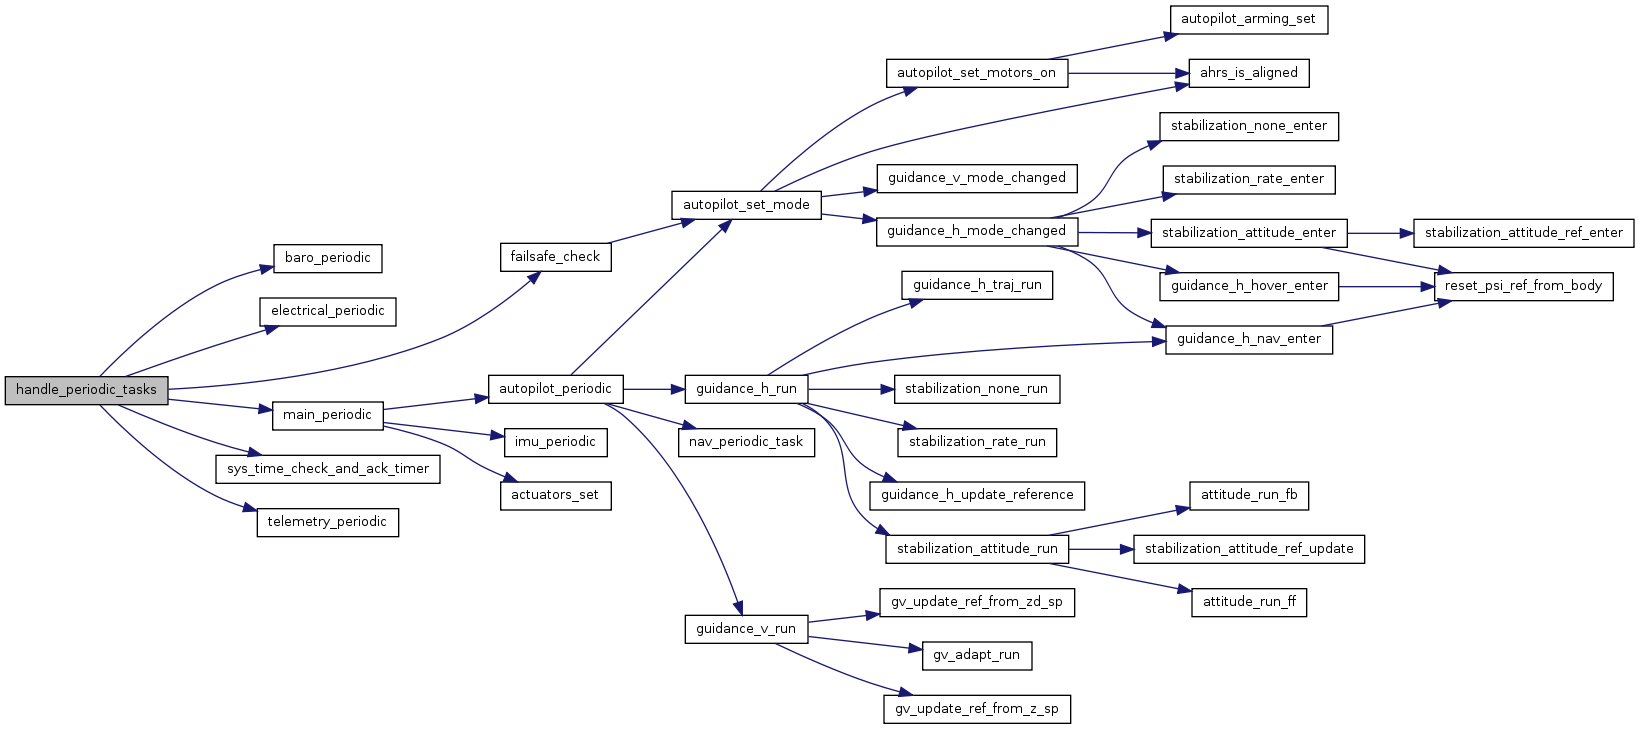 autopilot_arming_set
autopilot_set_motors_on
ahrs_is_aligned
stabilization_none_enter
guidance_v_mode_changed
stabilization_rate_enter
autopilot_set_mode
guidance_h_mode_changed
stabilization_attitude_enter
stabilization_attitude_ref_enter
baro_periodic
failsafe_check
guidance_h_traj_run
guidance_h_hover_enter
reset_psi_ref_from_body
electrical_periodic
guidance_h_nav_enter
handle_periodic_tasks
autopilot_periodic
guidance_h_run
stabilization_none_run
main_periodic
imu_periodic
nav_periodic_task
stabilization_rate_run
sys_time_check_and_ack_timer
actuators_set
guidance_h_update_reference
attitude_run_fb
telemetry_periodic
stabilization_attitude_run
stabilization_attitude_ref_update
gv_update_ref_from_zd_sp
attitude_run_ff
guidance_v_run
gv_adapt_run
gv_update_ref_from_z_sp